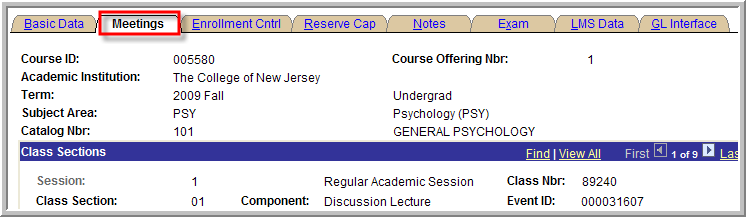 Basic Data Meetings Enrollment Cntrl Reserve Cap Notes Exam LMS Data GL Interface
Course ID: 005580 Course Offering Nbr: 1
Academic Institution: The College of New Jersey
Term: 2009 Fall Undergrad
Subject Area: PSY Psychology (PSY)
Catalog Nbr: 101 GENERAL PSYCHOLOGY
Class Sections Find | View All First 1 of 9 Las
Session: 1 Regular Academic Session Class Nbr: 89240
Class Section: 01 Component: Discussion Lecture Event ID: 000031607